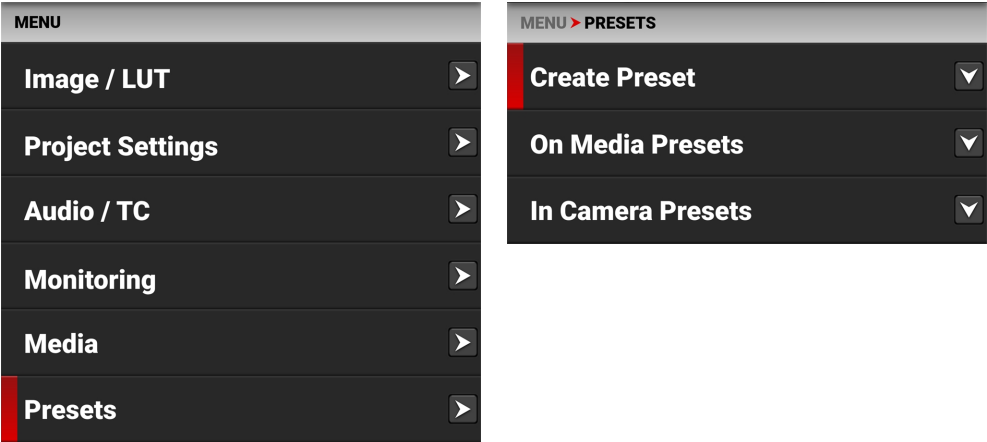 MENU
Image / LUT
Project Settings
Audio / TC
Monitoring
Media
Presets
MENU > PRESETS
Create Preset
On Media Presets
In Camera Presets